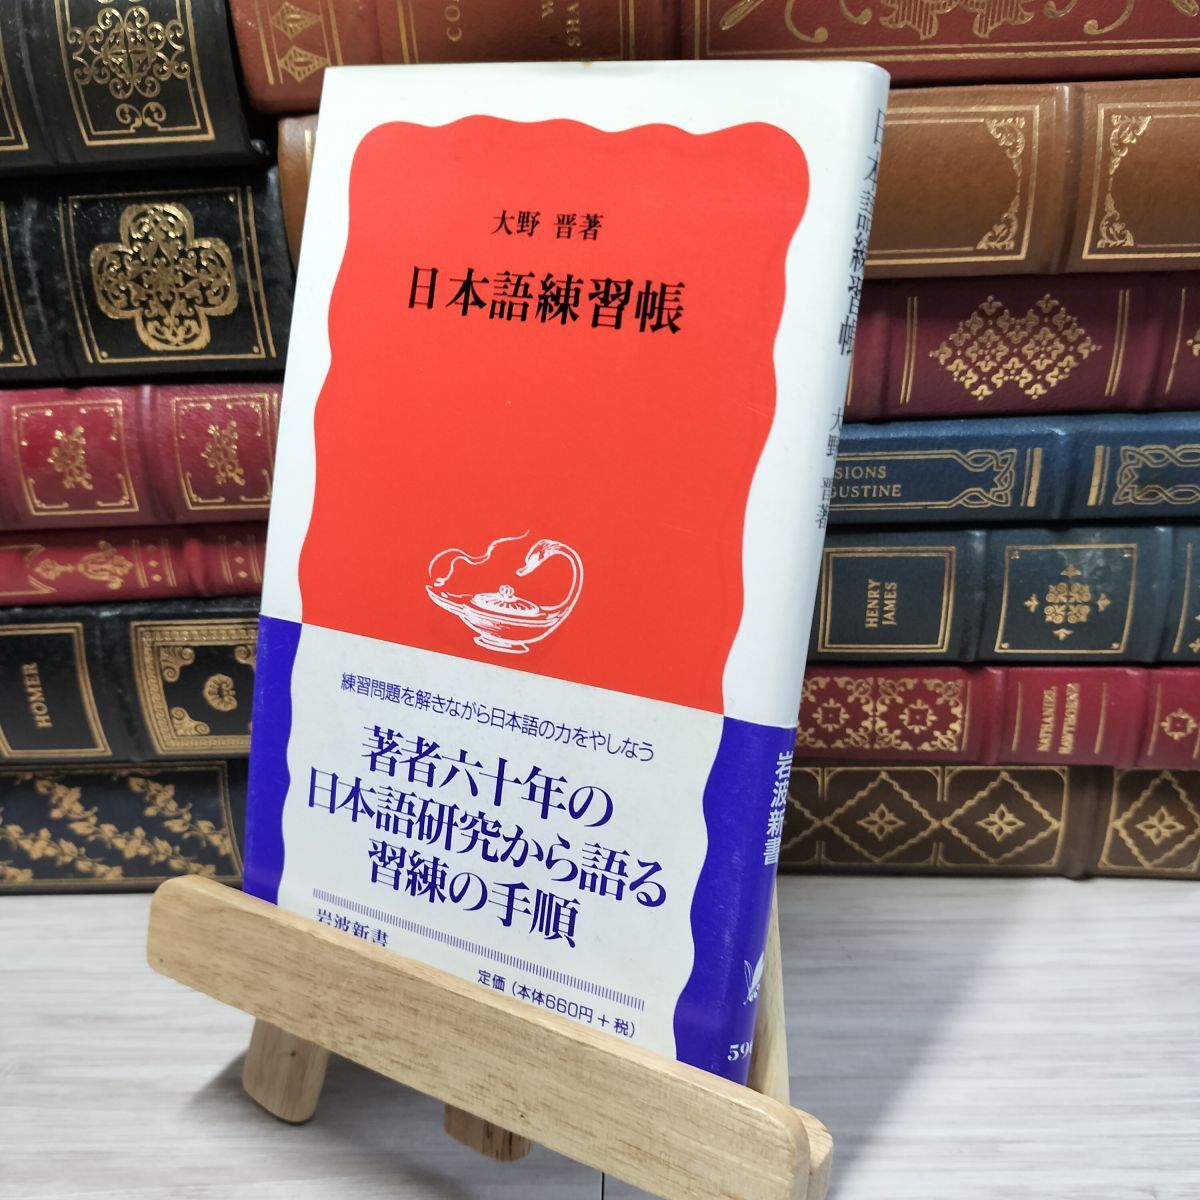 大野 晋著
日本語練習帳
練習問題を解きながら日本語の力をやしなう
著者六十年の
日本語研究から語る
習練の手順
岩波新書
定価（本体660円+税）
日本語練習帳
大野 晋著
岩波新書
HOMER
HENRY
JAMES
NATHANIEL
HAWTHORNE